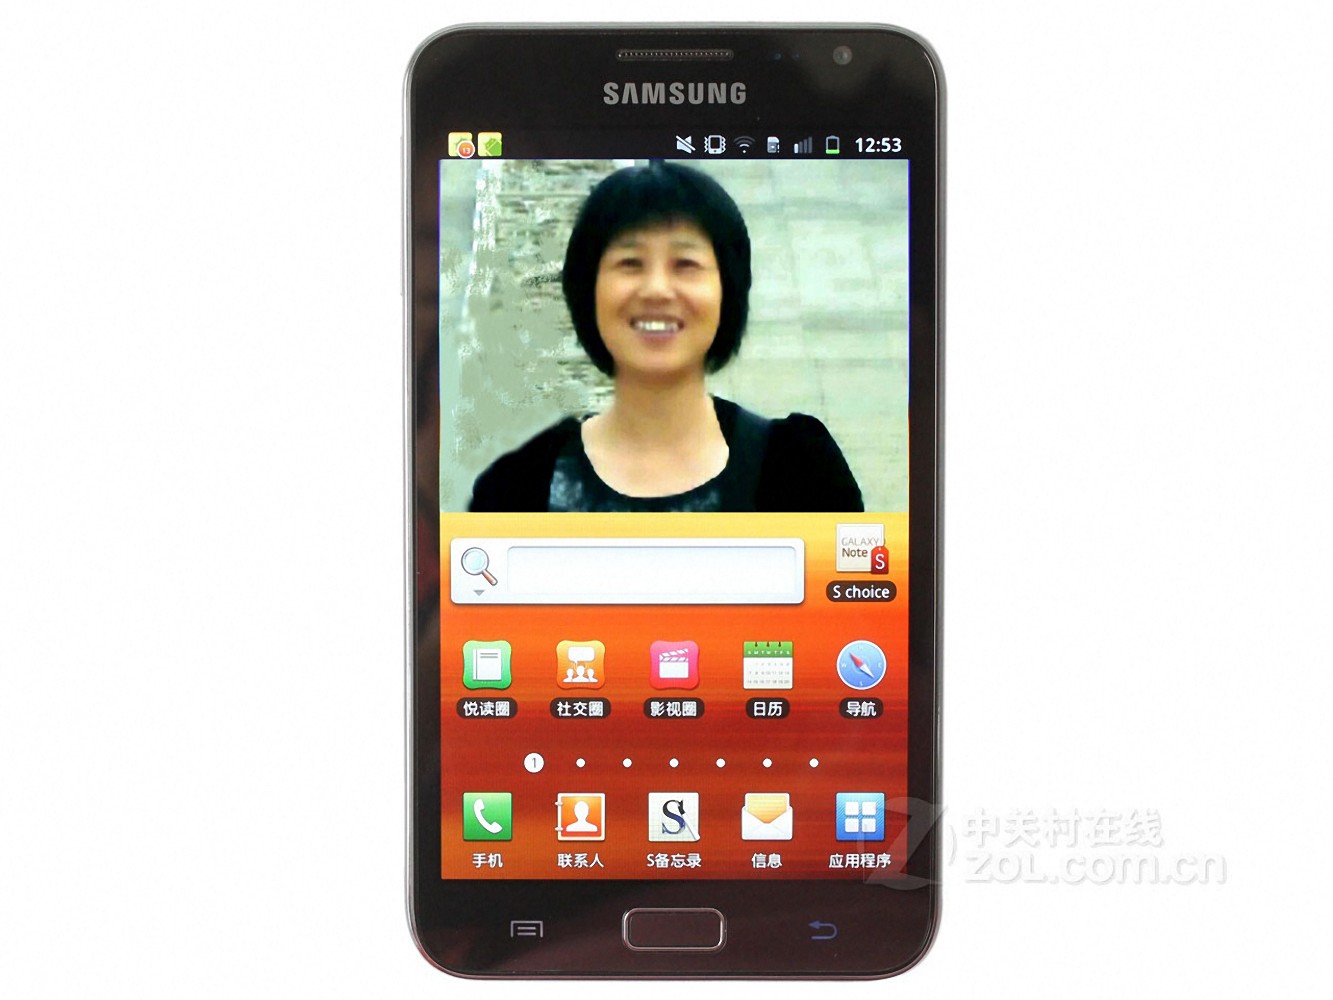 SAMSUNG
13
12:53
GALAXY
Note
S
S choice
悦读圈
社交圈
影视圈
日历
导航
1
S
手机
联系人
S备忘录
信息
应用程序
中关村在线
ZOL.com.cn